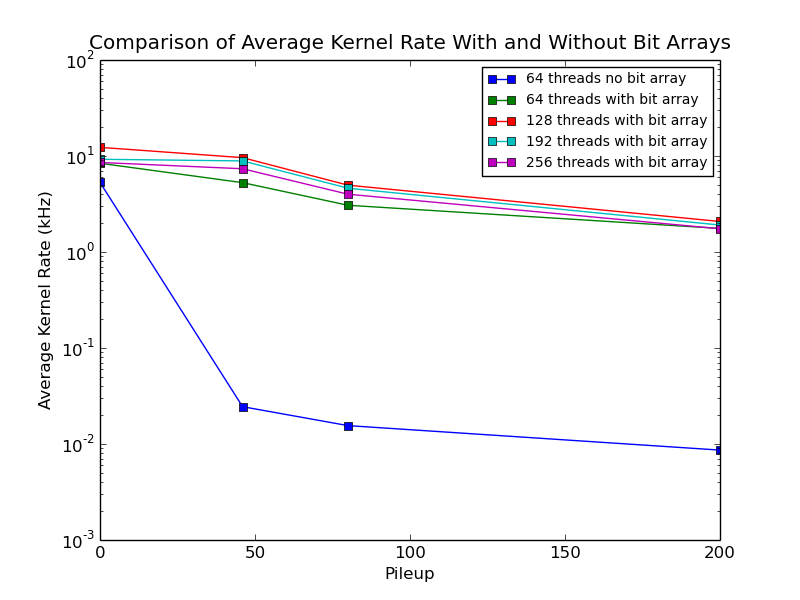 Comparison of Average Kernel Rate With and Without Bit Arrays
64 threads no bit array
64 threads with bit array
128 threads with bit array
192 threads with bit array
256 threads with bit array
10^2
10^1
10^0
10^-1
10^-2
10^-3
Average Kernel Rate (kHz)
0 50 100 150 200
Pileup